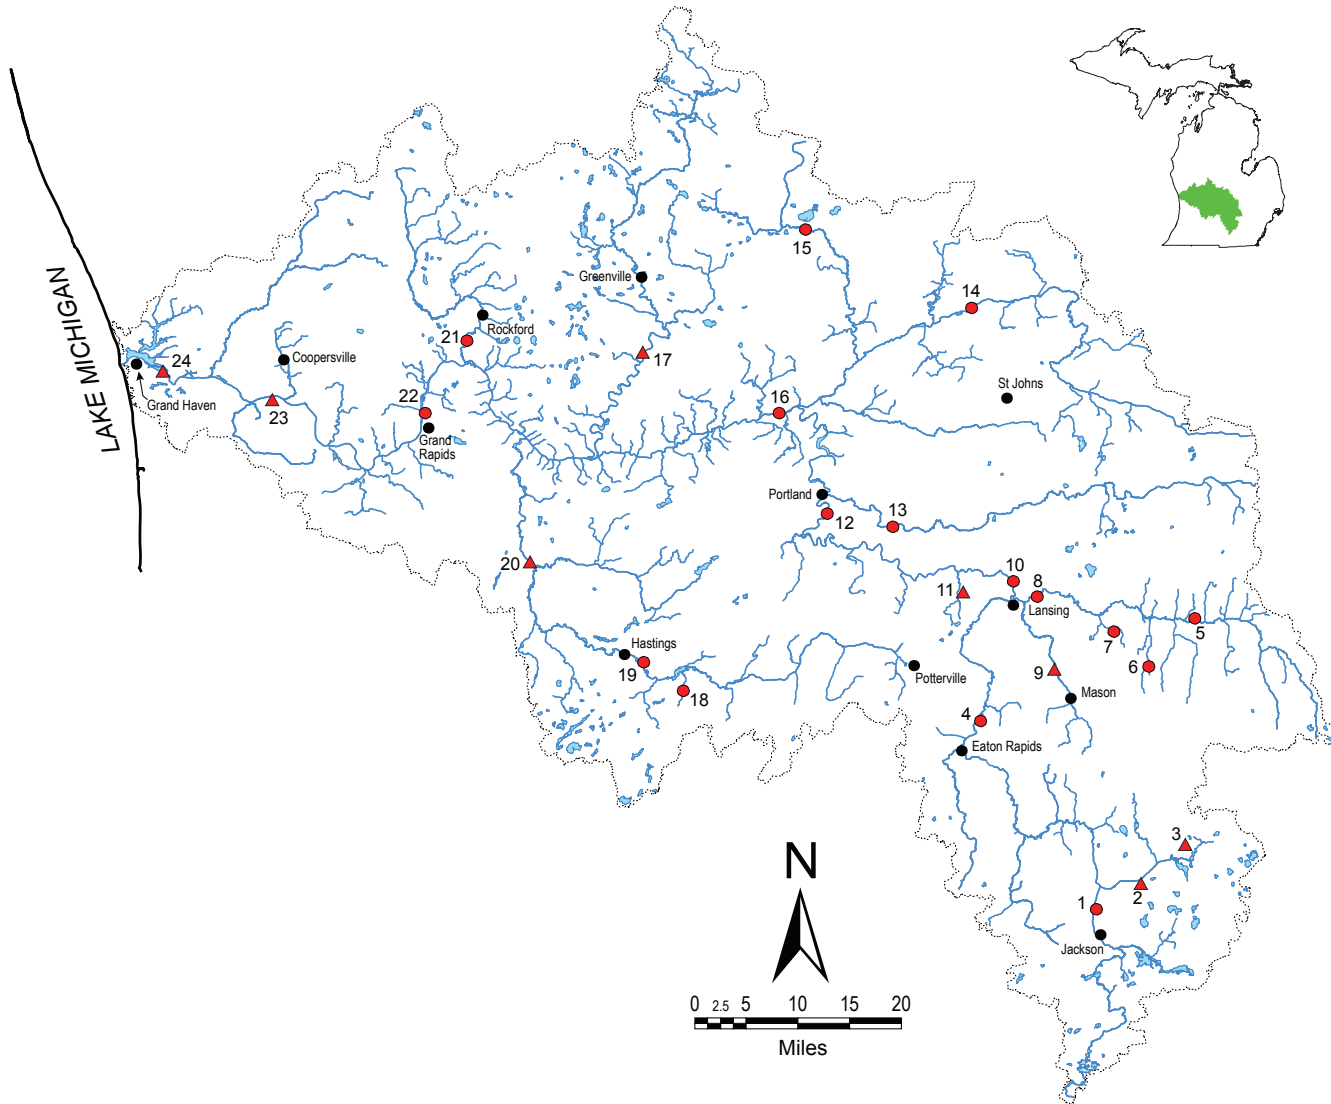 15
14
Greenville
LAKE MICHIGAN
21
Rockford
17
24
Coopersville
Grand Haven
23
22
Grand
Rapids
16
St Johns
Portland
12
13
20
10
8
11
Lansing
5
7
6
Hastings
19
18
Potterville
9
Mason
4
Eaton Rapids
3
2
1
Jackson
N
0 2.5 5 10 15 20
Miles